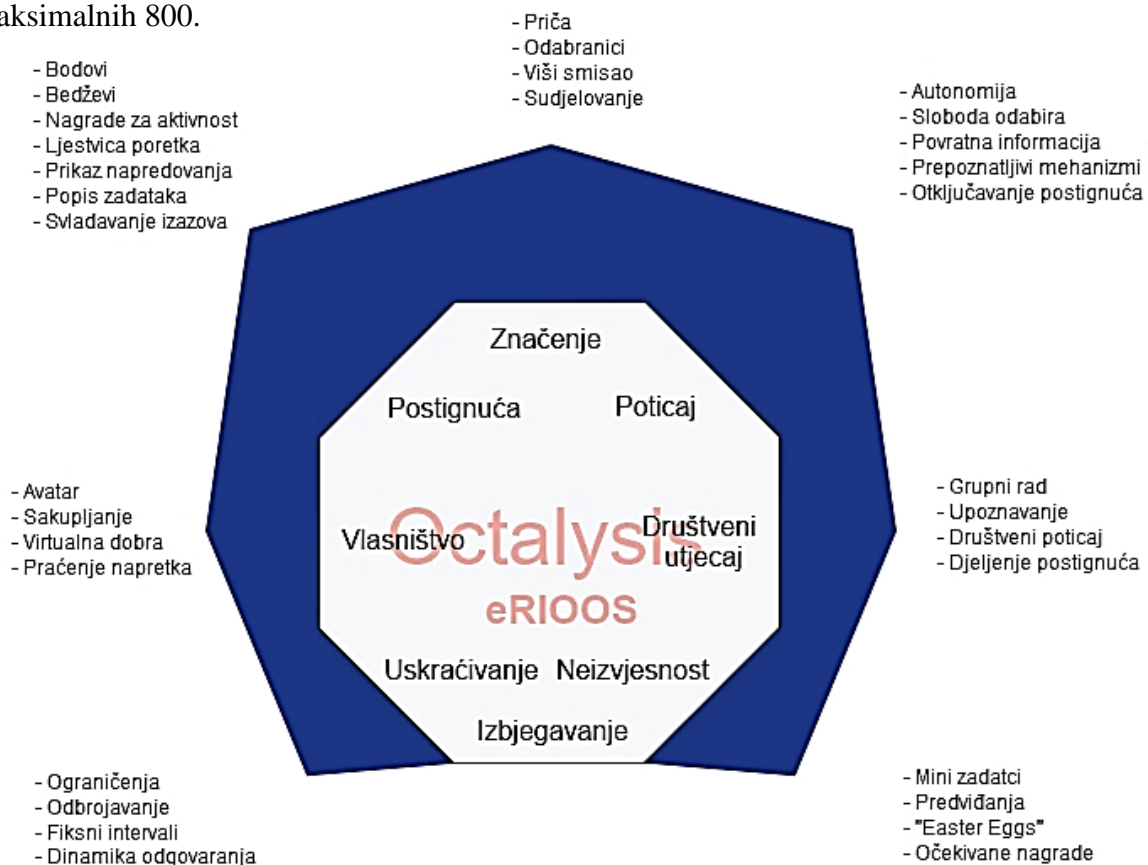 aksimalnih 800.
- Priča
- Odabranici
- Viši smisao
- Sudjelovanje
- Bodovi
- Bedževi
- Nagrade za aktivnost
- Ljestvica poretka
- Prikaz napredovanja
- Popis zadataka
- Svladavanje izazova
- Autonomija
- Sloboda odabira
- Povratna informacija
- Prepoznatljivi mehanizmi
- Otključavanje postignuća
Značenje
Postignuća
Poticaj
- Avatar
- Sakupljanje
- Virtualna dobra
- Praćenje napretka
Vlasništvo
Octalysis
eRIOOS
Društveni
utjecaj
- Grupni rad
- Upoznavanje
- Društveni poticaj
- Djeljenje postignuća
Uskraćivanje
Neizvjesnost
Izbjegavanje
- Ograničenja
- Odbrojavanje
- Fiksni intervali
- Dinamika odgovaranja
- Mini zadatci
- Predviđanja
- "Easter Eggs"
- Očekivane nagrade